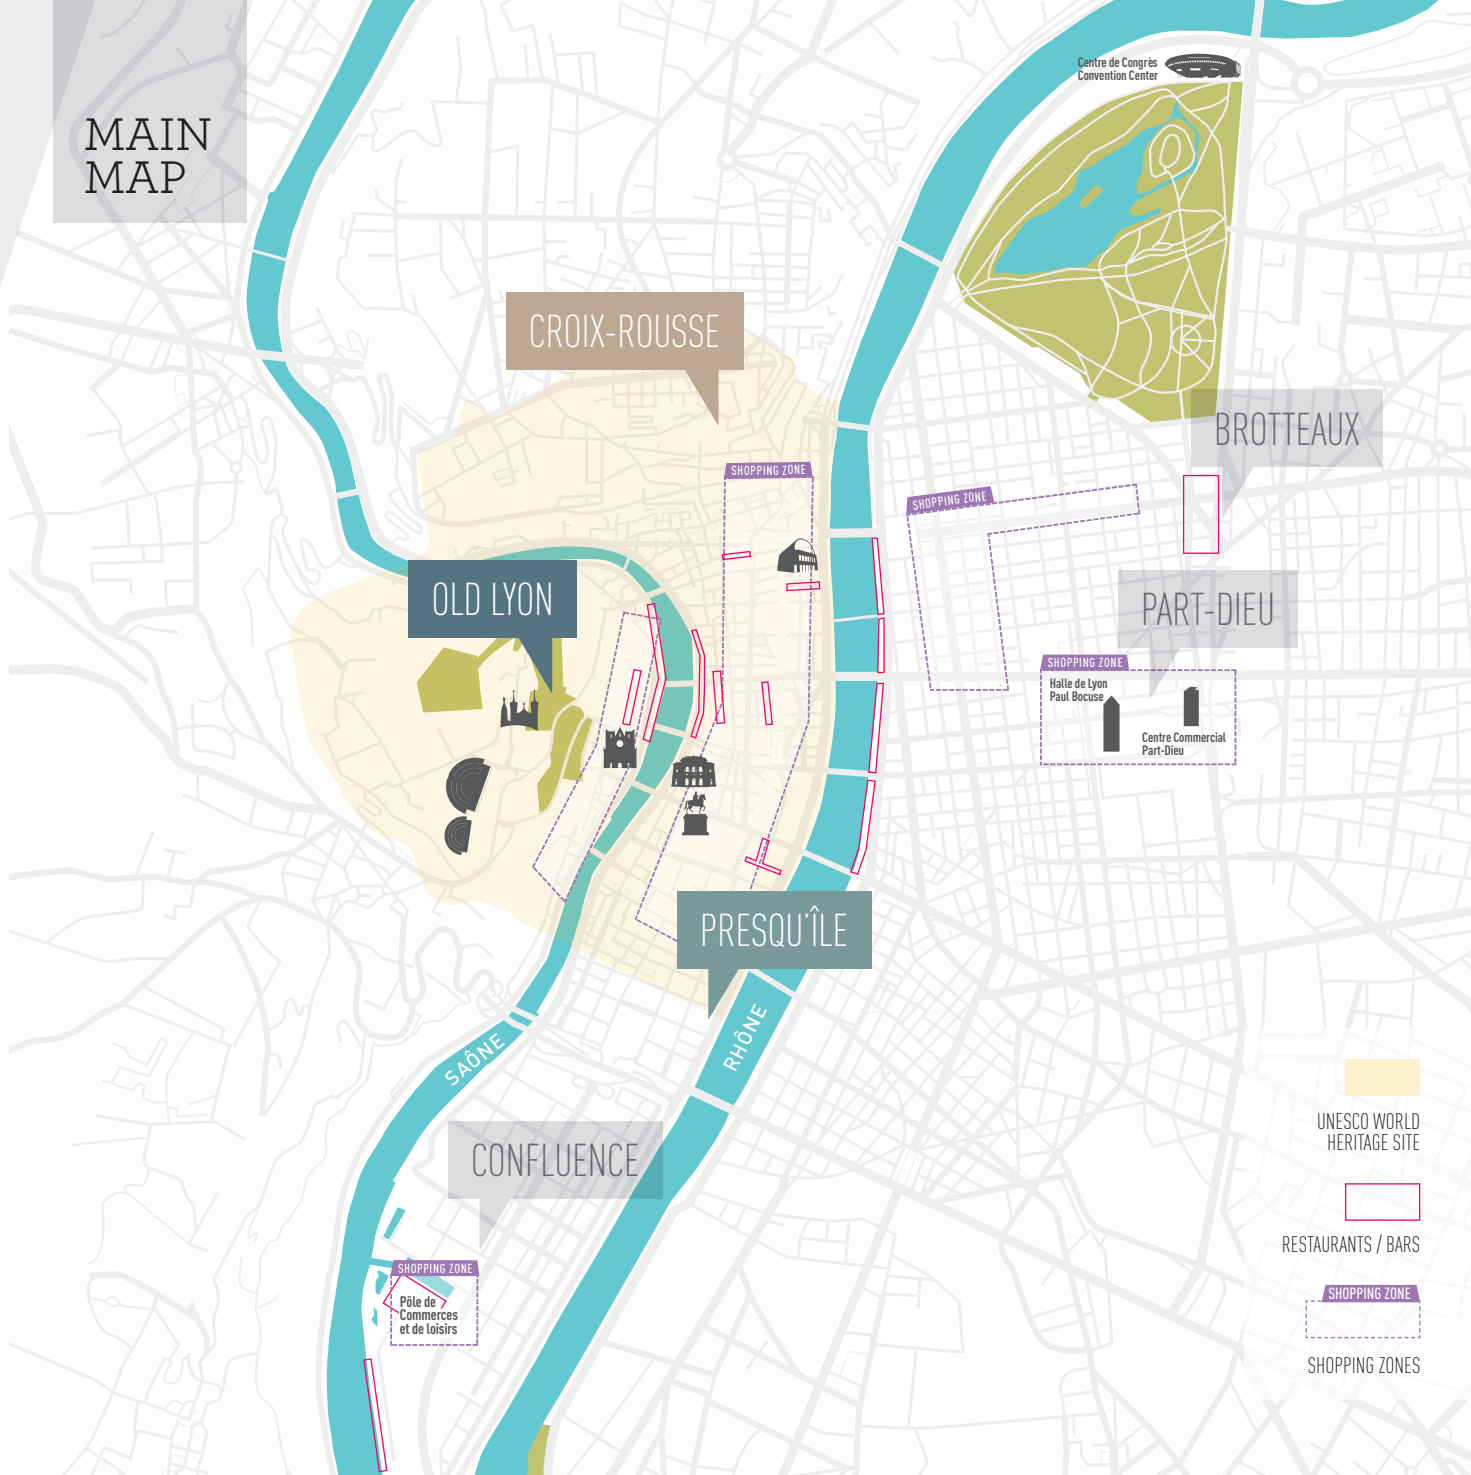 MAIN
MAP
Centre de Congrès
Convention Center
CROIX-ROUSSE
BROTTEAUX
SHOPPING ZONE
SHOPPING ZONE
OLD LYON
PART-DIEU
SHOPPING ZONE
Halle de Lyon
Paul Bocuse
Centre Commercial
Part-Dieu
PRESQU'ÎLE
SAÔNE
RHÔNE
CONFLUENCE
SHOPPING ZONE
Pôle de
Commerces
et de loisirs
UNESCO WORLD
HERITAGE SITE
RESTAURANTS / BARS
SHOPPING ZONE
SHOPPING ZONES